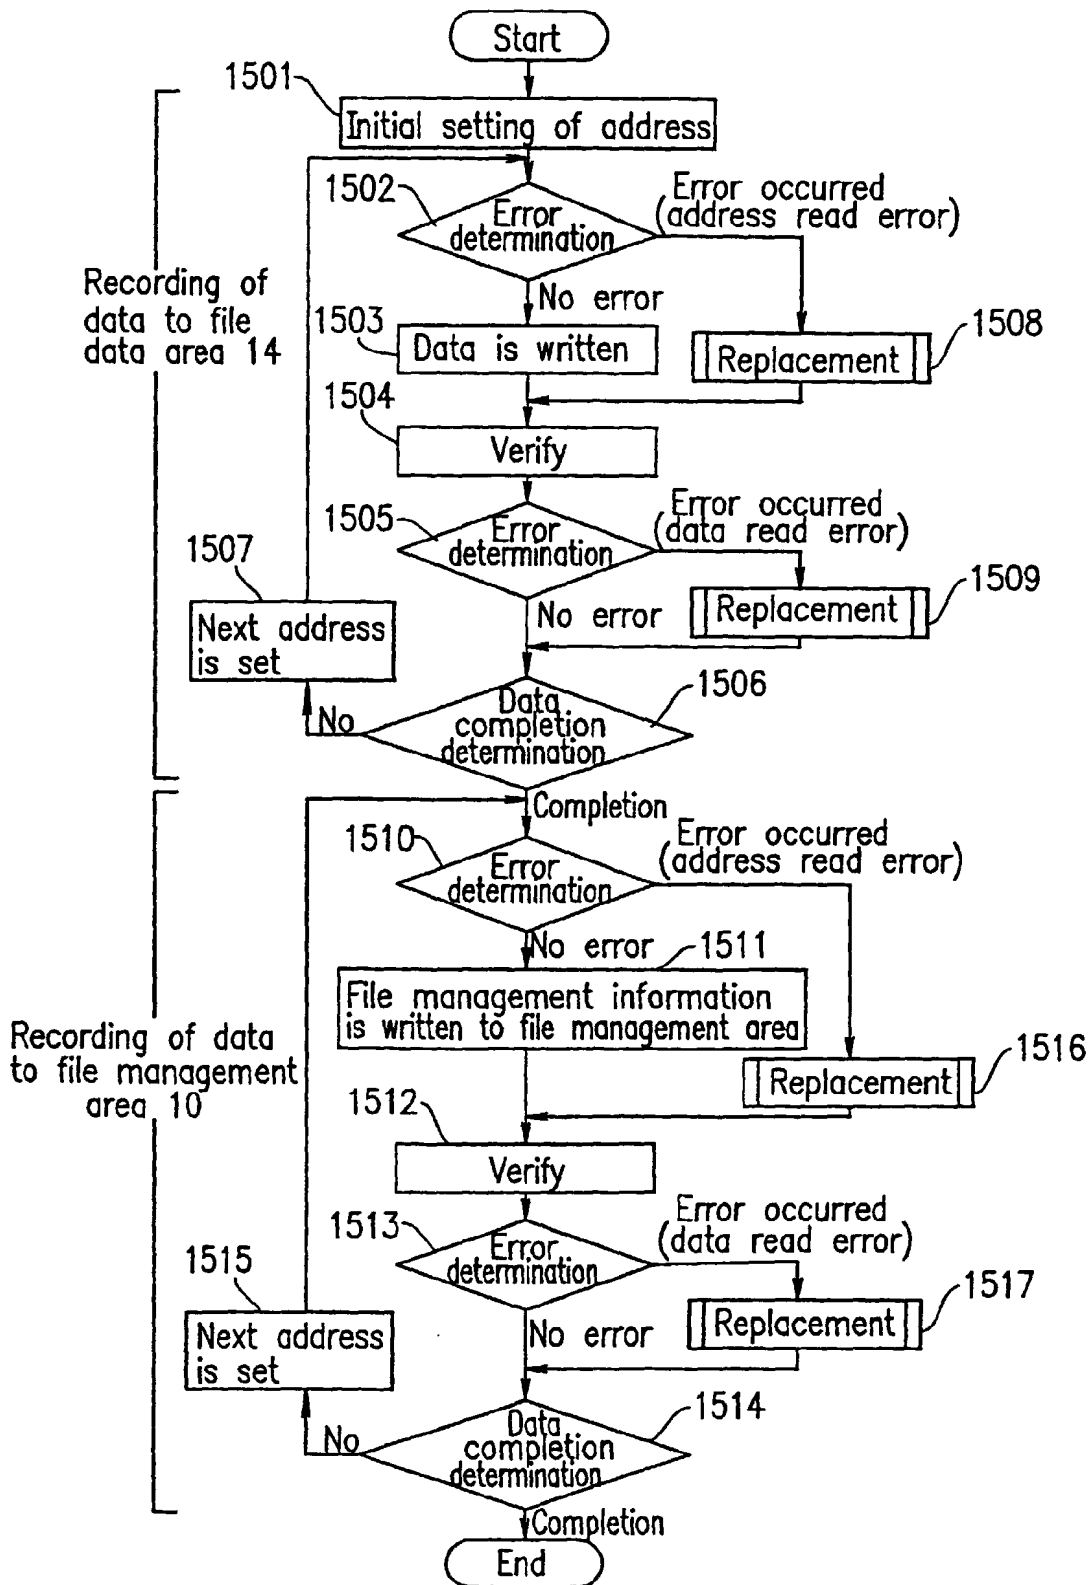 Start
1501
Initial setting of address
1502
Error
determination
Error occurred
(address read error)
No error
1503
Data is written
1508
Replacement
Recording of
data to file
data area 14
1504
Verify
1505
Error
determination
Error occurred
(data read error)
1507
Next address
is set
No error
1509
Replacement
1506
Data
completion
determination
No
Completion
1510
Error
determination
Error occurred
(address read error)
No error
1511
File management information
is written to file management area
Recording of data
to file management
area 10
1516
Replacement
1512
Verify
1513
Error
determination
Error occurred
(data read error)
1515
Next address
is set
No error
1517
Replacement
1514
Data
completion
determination
No
Completion
End